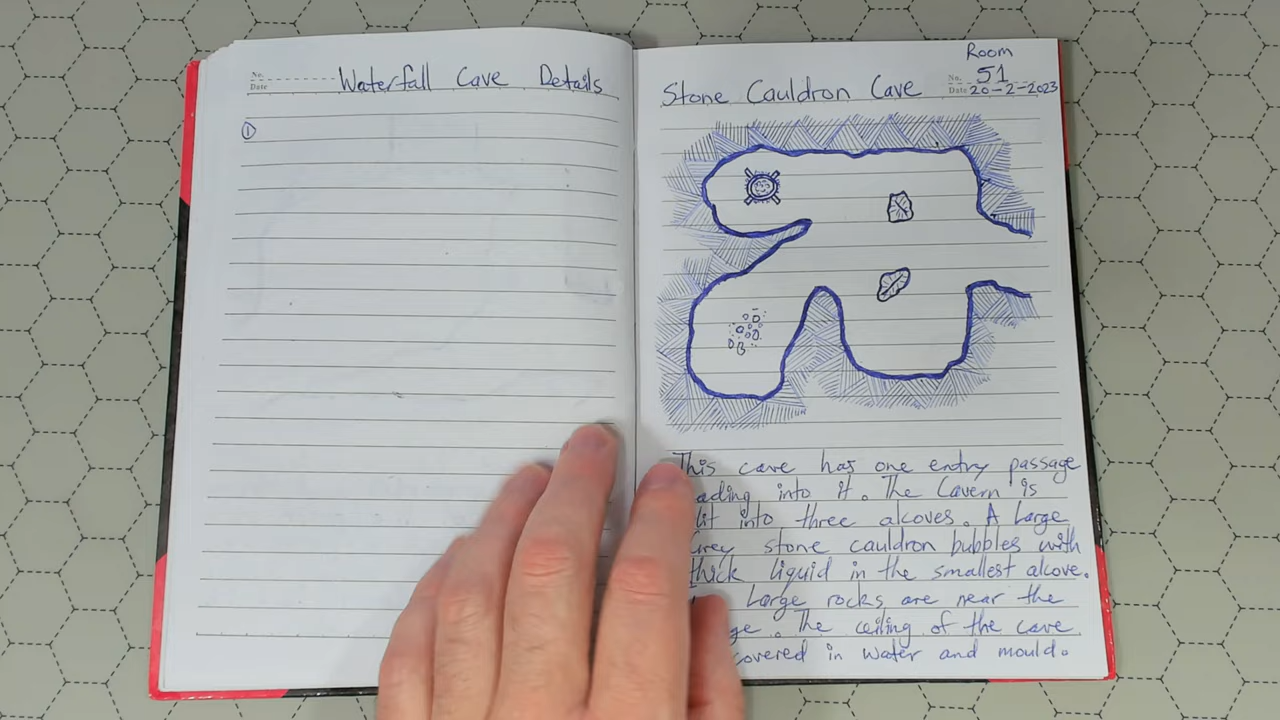 No.
Date
Waterfall Cave Details
①
Room
No. 51
Date 20-2-2023
Stone Cauldron Cave
This cave has one entry passage
into it. The Cavern is
into three alcoves. A Large
Grey stone cauldron bubbles with
thick liquid in the smallest alcove.
Large rocks are near the
The ceiling of the cave
covered in water and mould.